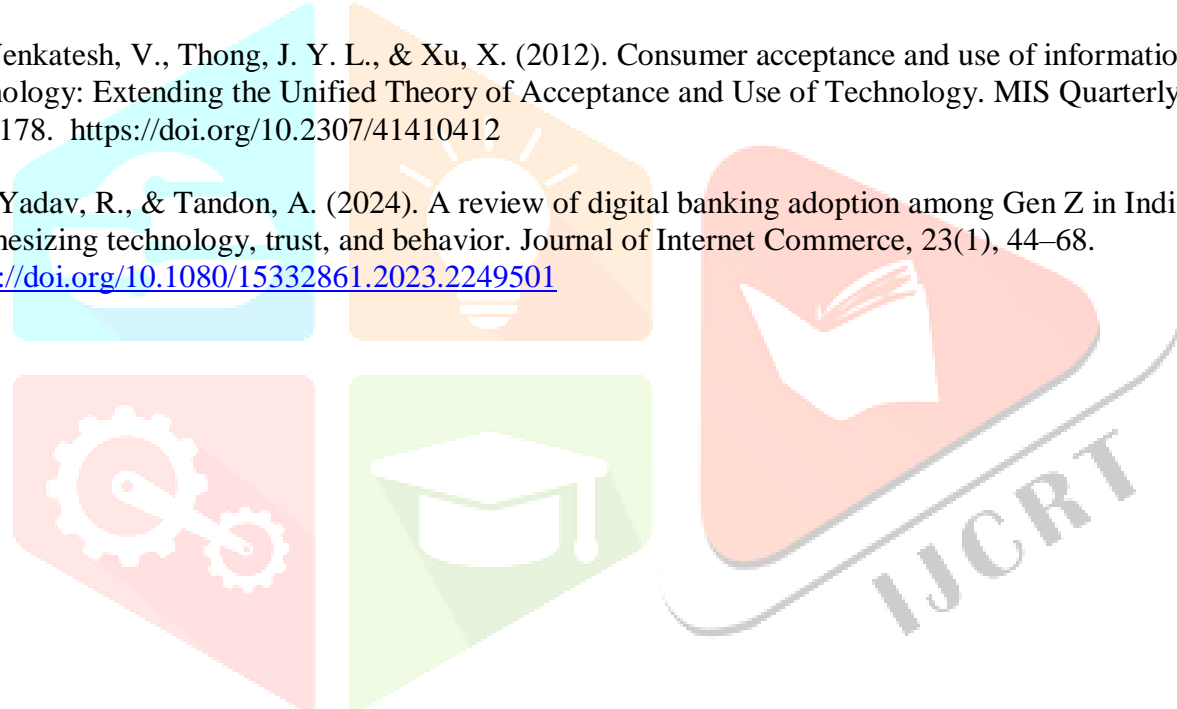 enkatesh, V., Thong, J. Y. L., & Xu, X. (2012). Consumer acceptance and use of informatio
nology: Extending the Unified Theory of Acceptance and Use of Technology. MIS Quarterly
178. https://doi.org/10.2307/41410412
Yadav, R., & Tandon, A. (2024). A review of digital banking adoption among Gen Z in Indi
nesizing technology, trust, and behavior. Journal of Internet Commerce, 23(1), 44–68.
://doi.org/10.1080/15332861.2023.2249501
IJCRT